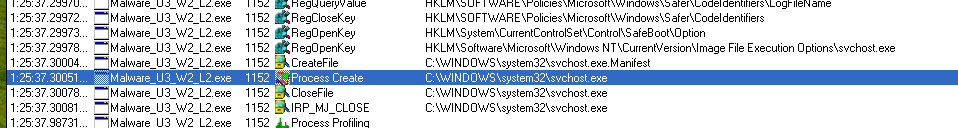 1:25:37.29970... Malware_U3_W2_L2.exe 1152 RegQueryValue HKLM\SOFTWARE\Policies\Microsoft\Windows\Safer\CodeIdentifiers\LogFileName
1:25:37.29971... Malware_U3_W2_L2.exe 1152 RegCloseKey HKLM\SOFTWARE\Policies\Microsoft\Windows\Safer\CodeIdentifiers
1:25:37.29973... Malware_U3_W2_L2.exe 1152 RegOpenKey HKLM\System\CurrentControlSet\Control\SafeBoot\Option
1:25:37.29978... Malware_U3_W2_L2.exe 1152 RegOpenKey HKLM\Software\Microsoft\Windows NT\CurrentVersion\Image File Execution Options\svchost.exe
1:25:37.30004... Malware_U3_W2_L2.exe 1152 CreateFile C:\WINDOWS\system32\svchost.exe.Manifest
1:25:37.30051... Malware_U3_W2_L2.exe 1152 Process Create C:\WINDOWS\system32\svchost.exe
1:25:37.30078... Malware_U3_W2_L2.exe 1152 CloseFile C:\WINDOWS\system32\svchost.exe
1:25:37.30081... Malware_U3_W2_L2.exe 1152 IRP_MJ_CLOSE C:\WINDOWS\system32\svchost.exe
1:25:37.98731... Malware_U3_W2_L2.exe 1152 Process Profiling